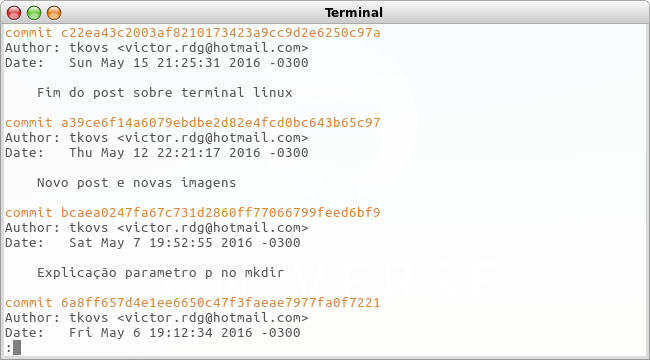 Terminal
commit c22ea43c2003af8210173423a9cc9d2e6250c97a
Author: tkovs <victor.rdg@hotmail.com>
Date:   Sun May 15 21:25:31 2016 -0300
Fim do post sobre terminal linux
commit a39ce6f14a6079ebdbe2d82e4fcd0bc643b65c97
Author: tkovs <victor.rdg@hotmail.com>
Date:   Thu May 12 22:21:17 2016 -0300
Novo post e novas imagens
commit bcaea0247fa67c731d2860ff77066799feed6bf9
Author: tkovs <victor.rdg@hotmail.com>
Date:   Sat May 7 19:52:55 2016 -0300
Explicação parametro p no mkdir
commit 6a8ff657d4e1ee6650c47f3faeae7977fa0f7221
Author: tkovs <victor.rdg@hotmail.com>
Date:   Fri May 6 19:12:34 2016 -0300
: